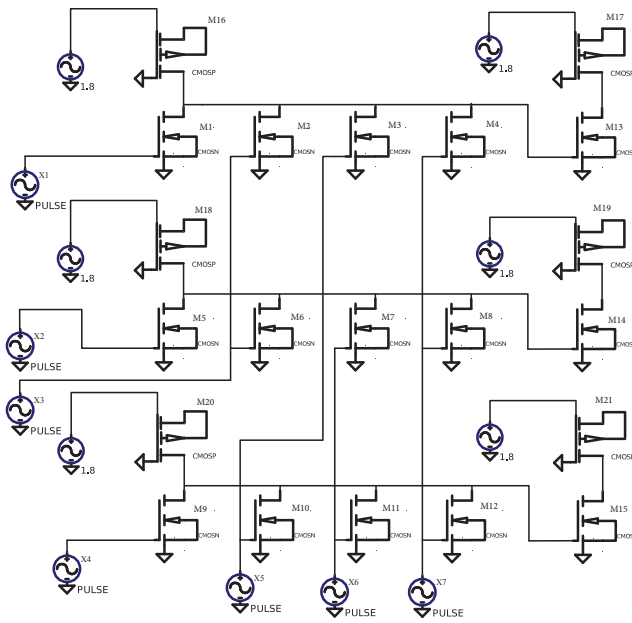 M16
M17
CMOSP
CMOSP
1.8
1.8
M1
M2
M3
M4
M13
CMOSN
CMOSN
CMOSN
CMOSN
CMOSN
X1
PULSE
M18
M19
CMOSP
CMOSP
1.8
1.8
M5
M6
M7
M8
M14
CMOSN
CMOSN
CMOSN
CMOSN
CMOSN
X2
PULSE
X3
PULSE
M20
M21
CMOSP
CMOSP
1.8
1.8
M9
M10
M11
M12
M15
CMOSN
CMOSN
CMOSN
CMOSN
CMOSN
X4
PULSE
X5
X6
X7
PULSE
PULSE
PULSE